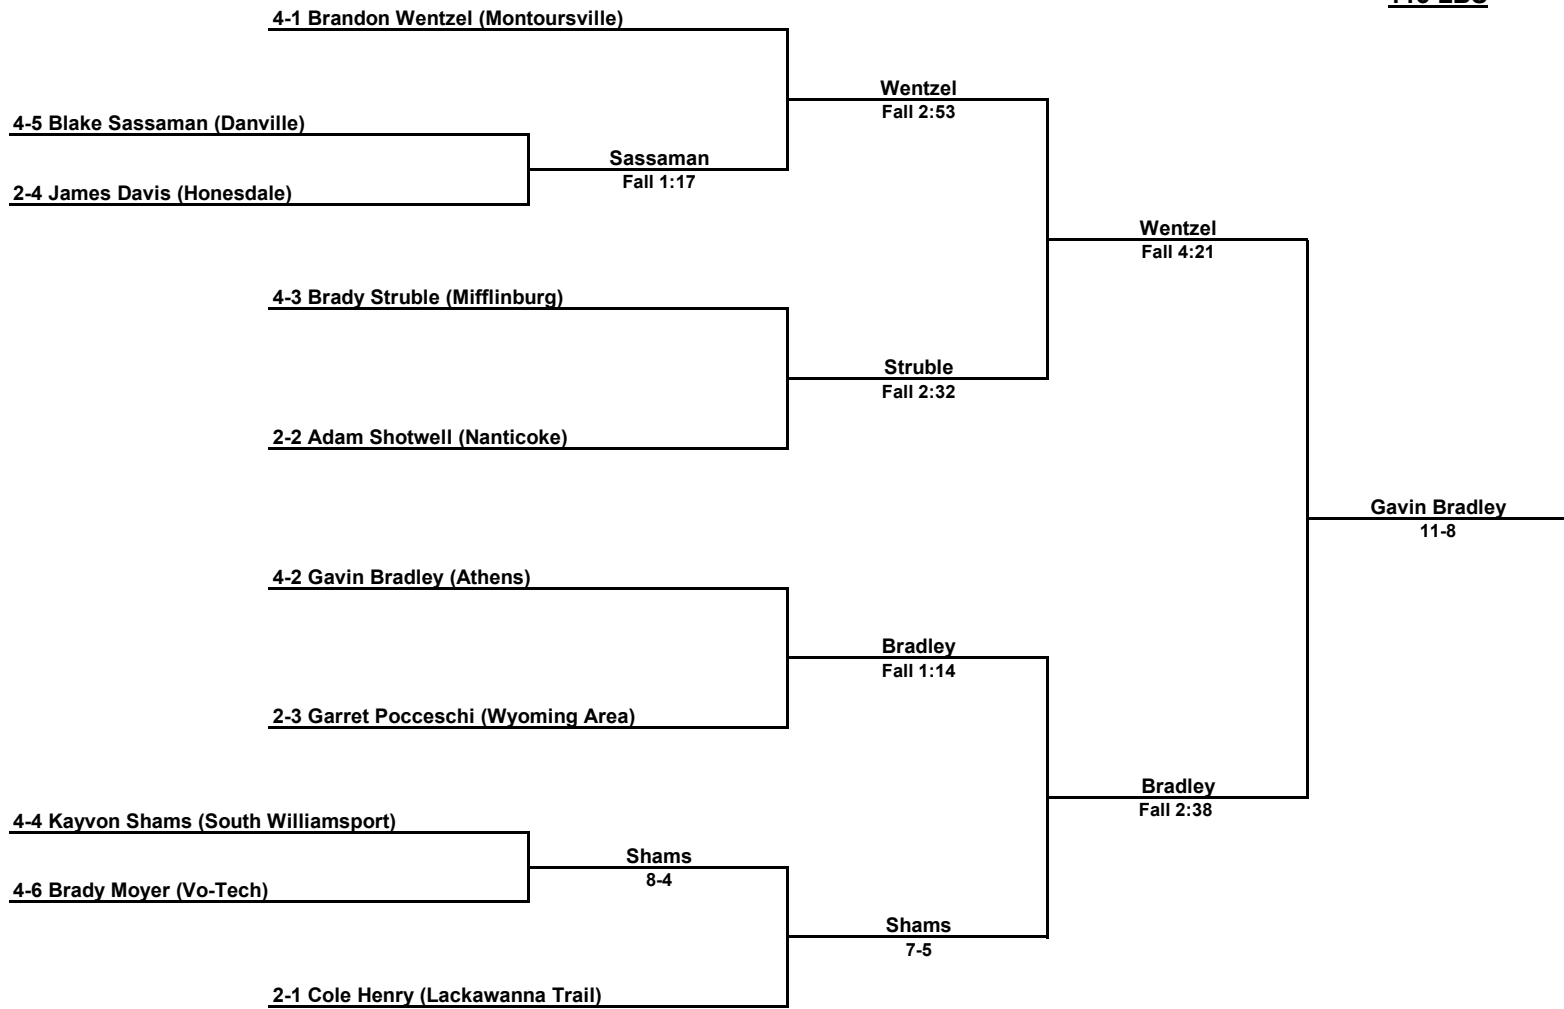 4-1 Brandon Wentzel (Montoursville)
Wentzel
Fall 2:53
4-5 Blake Sassaman (Danville)
Sassaman
Fall 1:17
2-4 James Davis (Honesdale)
Wentzel
Fall 4:21
4-3 Brady Struble (Mifflinburg)
Struble
Fall 2:32
2-2 Adam Shotwell (Nanticoke)
Gavin Bradley
11-8
4-2 Gavin Bradley (Athens)
Bradley
Fall 1:14
2-3 Garret Pocceschi (Wyoming Area)
Bradley
Fall 2:38
4-4 Kayvon Shams (South Williamsport)
Shams
8-4
4-6 Brady Moyer (Vo-Tech)
Shams
7-5
2-1 Cole Henry (Lackawanna Trail)